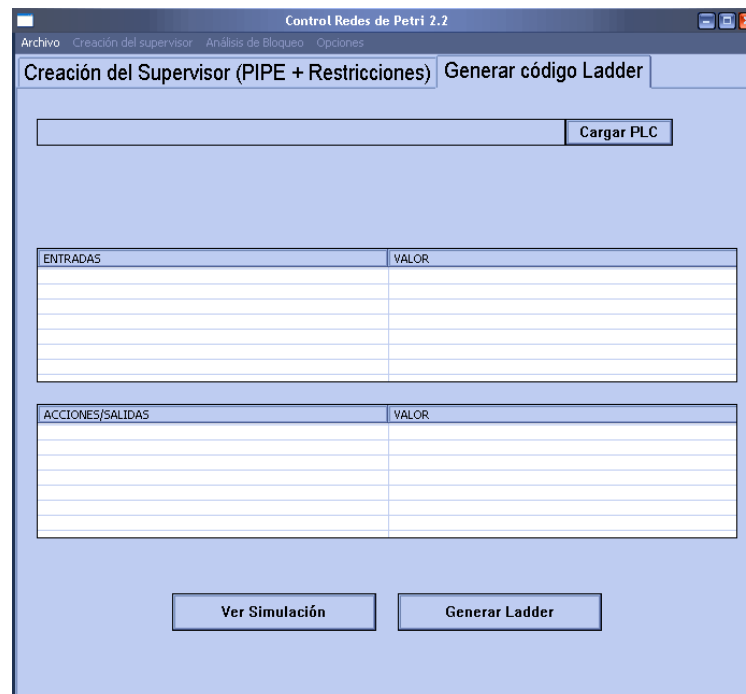 Control Redes de Petri 2.2
Archivo Creación del supervisor Análisis de Bloqueo Opciones
Creación del Supervisor (PIPE + Restricciones) Generar código Ladder
Cargar PLC
ENTRADAS VALOR
ACCIONES/SALIDAS VALOR
Ver Simulación Generar Ladder